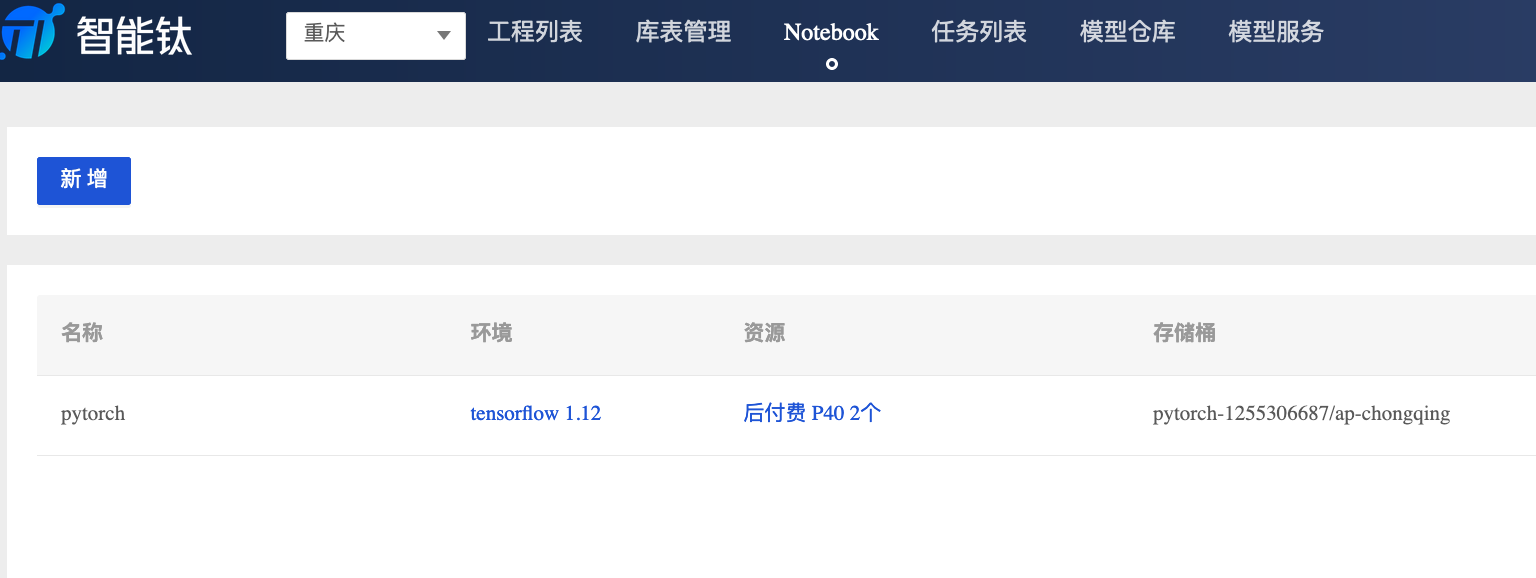 智能钛 重庆 工程列表 库表管理 Notebook 任务列表 模型仓库 模型服务
新 增
名称 环境 资源 存储桶
pytorch tensorflow 1.12 后付费 P40 2个 pytorch-1255306687/ap-chongqing